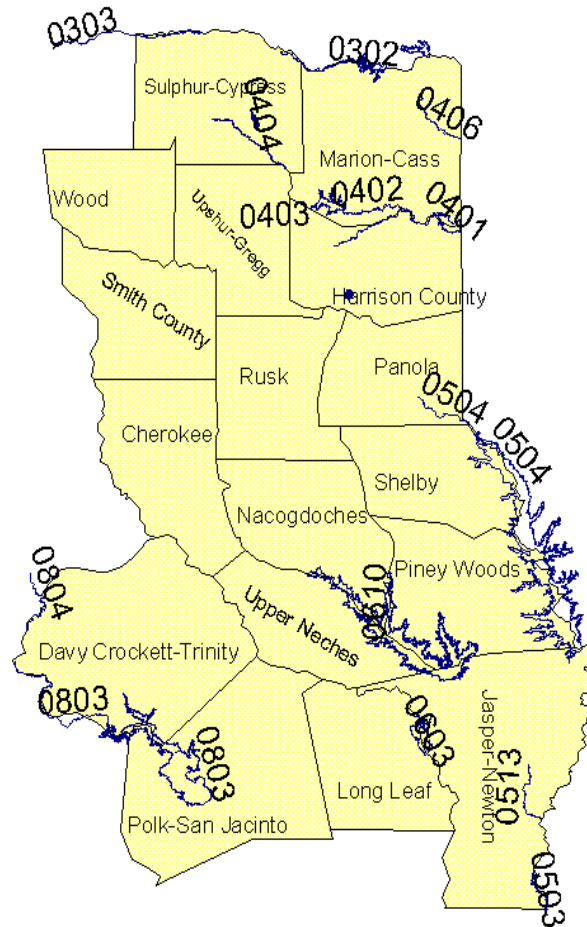 0303
0302
Sulphur-Cypress
0404
0406
Marion-Cass
0402
Wood
0403
0401
Upshur-Gregg
Harrison County
Smith County
Rusk
Panola
0504
0504
Cherokee
Shelby
Nacogdoches
Piney Woods
0804
0610
Upper Neches
Davy Crockett-Trinity
0803
0803
0603
Jasper-Newton
0513
Long Leaf
Polk-San Jacinto
0503